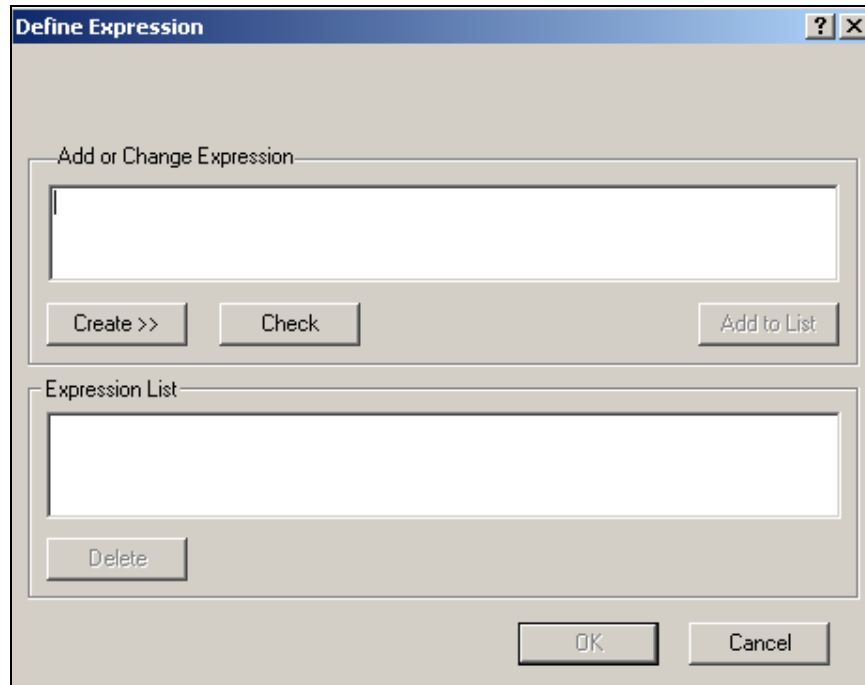 Define Expression
Add or Change Expression
Create >> Check Add to List
Expression List
Delete
OK Cancel